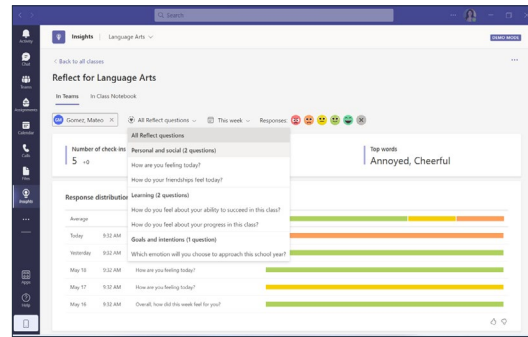 Search
Insights
Language Arts
DEMO MODE
Activity
Chat
Teams
Assignments
Calendar
Calls
Files
Insights
Apps
Help
< Back to all classes
Reflect for Language Arts
In Teams
In Class Notebook
GM Gomez, Mateo ×
All Reflect questions
This week
Responses:
All Reflect questions
Personal and social (2 questions)
How are you feeling today?
How do your friendships feel today?
Learning (2 questions)
How do you feel about your ability to succeed in this class?
How do you feel about your progress in this class?
Goals and intentions (1 question)
Which emotion will you choose to approach this school year?
Number of check-ins
5 +0
Top words
Annoyed, Cheerful
Response distribution
Average
Today 9:32 AM
Yesterday 9:32 AM
May 18 9:32 AM How are you feeling today?
May 17 9:32 AM How are you feeling today?
May 16 9:32 AM Overall, how did this week feel for you?